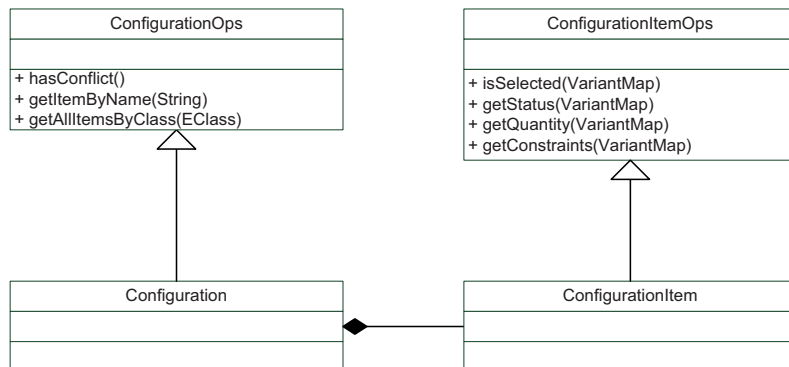 ConfigurationOps
+ hasConflict()
+ getItemByName(String)
+ getAllItemsByClass(EClass)
ConfigurationItemOps
+ isSelected(VariantMap)
+ getStatus(VariantMap)
+ getQuantity(VariantMap)
+ getConstraints(VariantMap)
Configuration
ConfigurationItem